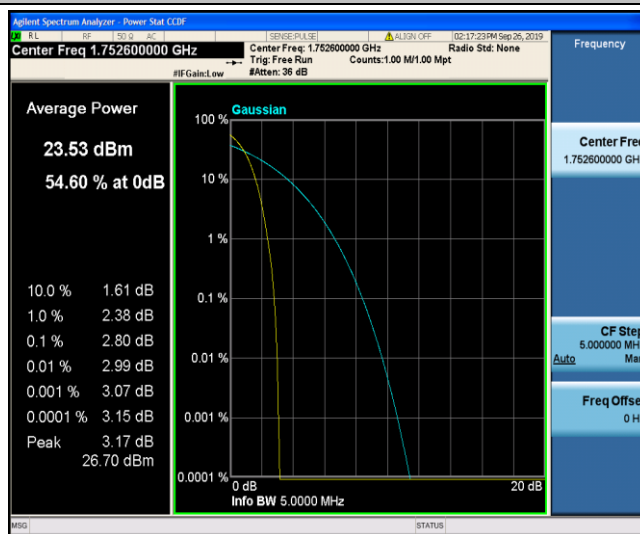 Agilent Spectrum Analyzer - Power Stat CCDF
RL RF 50 Ω AC SENSE:PULSE ALIGN OFF 02:17:23 PM Sep 26, 2019
Center Freq 1.752600000 GHz
Center Freq: 1.752600000 GHz Radio Std: None
Trig: Free Run Counts:1.00 M/1.00 Mpt
#IFGain:Low #Atten: 36 dB
Frequency
Average Power
23.53 dBm
54.60 % at 0dB
10.0 % 1.61 dB
1.0 % 2.38 dB
0.1 % 2.80 dB
0.01 % 2.99 dB
0.001 % 3.07 dB
0.0001 % 3.15 dB
Peak 3.17 dB
26.70 dBm
Gaussian
100 %
10 %
1 %
0.1 %
0.01 %
0.001 %
0.0001 %
0 dB 20 dB
Info BW 5.0000 MHz
Center Fre
1.752600000 GH
CF Ste
5.000000 MH
Auto Ma
Freq Offse
0 H
MSG STATUS